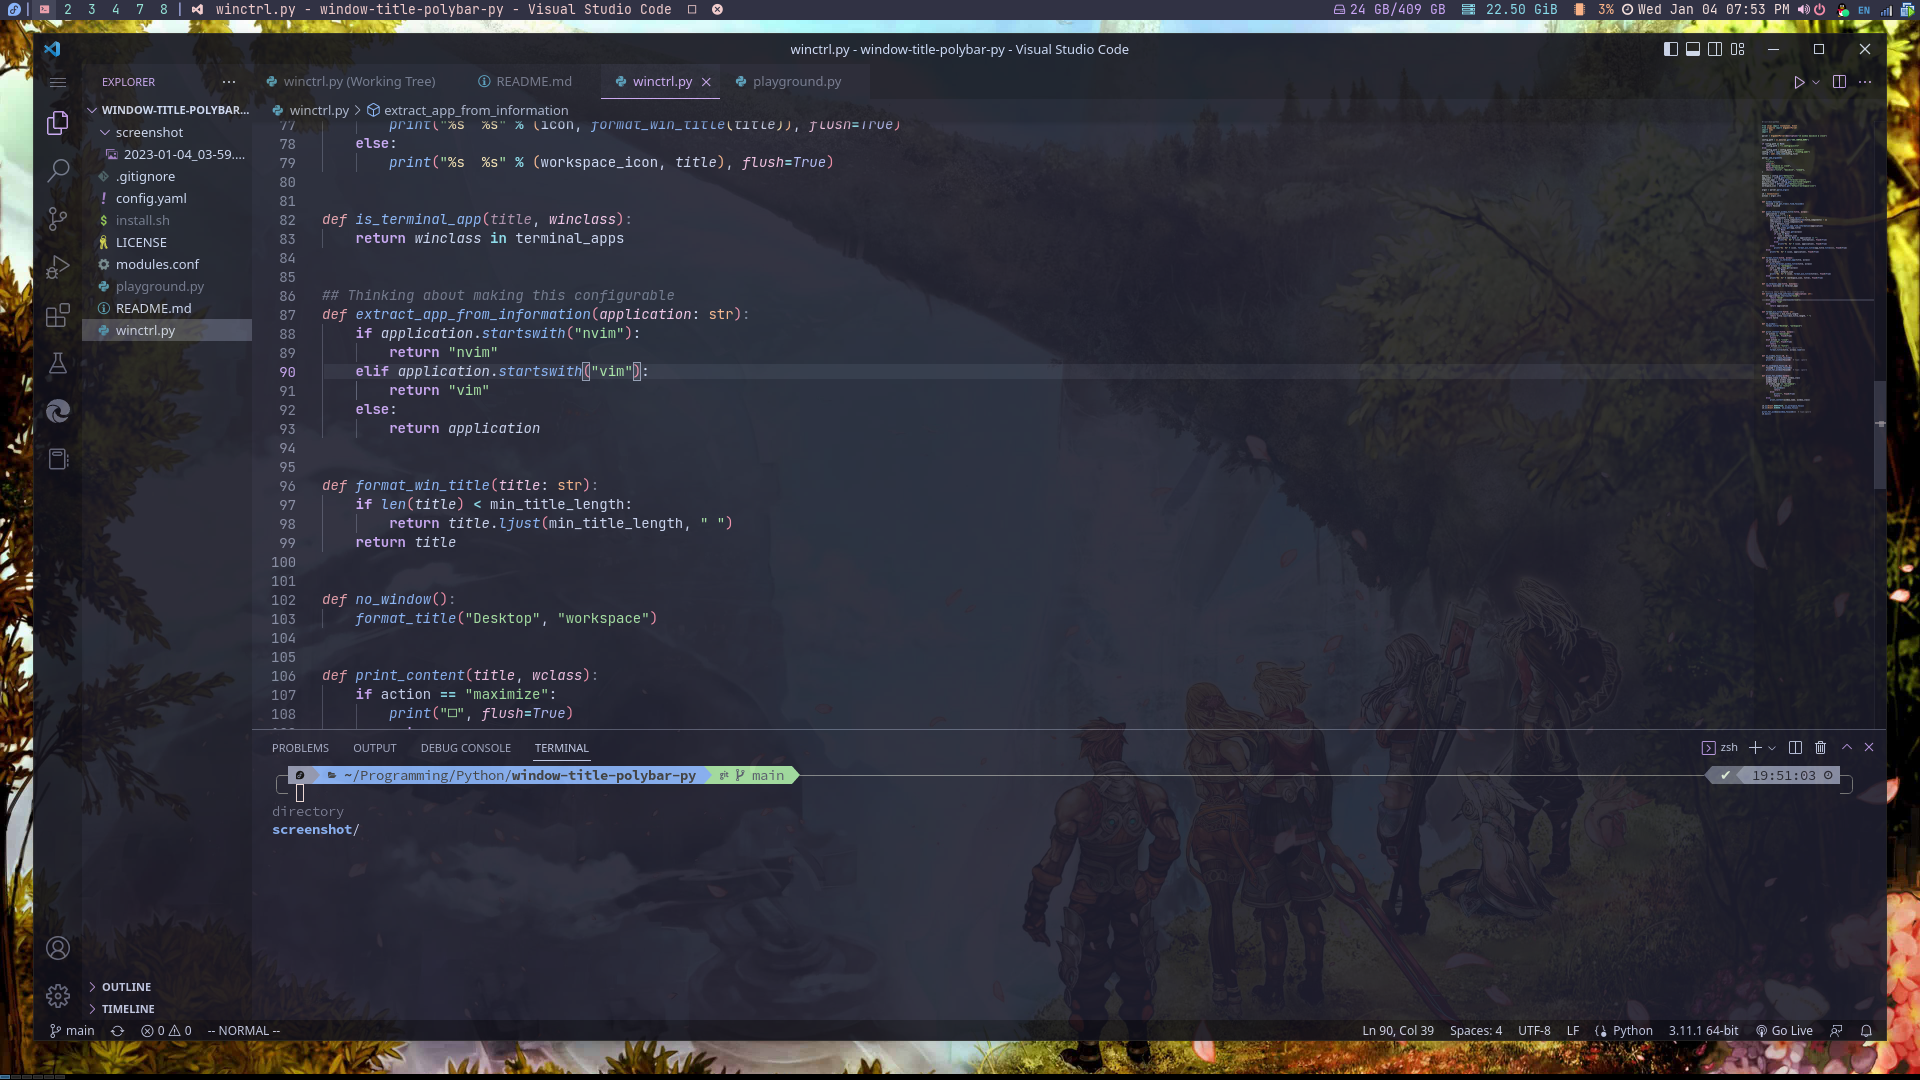 2 3 4 7 8 | winctrl.py - window-title-polybar-py - Visual Studio Code 24 GB/409 GB 22.50 GiB 3% Wed Jan 04 07:53 PM EN
winctrl.py - window-title-polybar-py - Visual Studio Code
EXPLORER ···
winctrl.py (Working Tree) README.md winctrl.py playground.py
WINDOW-TITLE-POLYBAR...
screenshot
2023-01-04_03-59....
.gitignore
config.yaml
install.sh
LICENSE
modules.conf
playground.py
README.md
winctrl.py
OUTLINE
TIMELINE
winctrl.py > extract_app_from_information
77 print("%s  %s" % (icon, format_win_title(title)), flush=True)
78 else:
79 print("%s  %s" % (workspace_icon, title), flush=True)
80
81
82 def is_terminal_app(title, winclass):
83 return winclass in terminal_apps
84
85
86 ## Thinking about making this configurable
87 def extract_app_from_information(application: str):
88 if application.startswith("nvim"):
89 return "nvim"
90 elif application.startswith("vim"):
91 return "vim"
92 else:
93 return application
94
95
96 def format_win_title(title: str):
97 if len(title) < min_title_length:
98 return title.ljust(min_title_length, " ")
99 return title
100
101
102 def no_window():
103 format_title("Desktop", "workspace")
104
105
106 def print_content(title, wclass):
107 if action == "maximize":
108 print("□", flush=True)
PROBLEMS OUTPUT DEBUG CONSOLE TERMINAL zsh
~/Programming/Python/window-title-polybar-py git main ✔ 19:51:03
directory
screenshot/
main 0 0 -- NORMAL -- Ln 90, Col 39 Spaces: 4 UTF-8 LF Python 3.11.1 64-bit Go Live